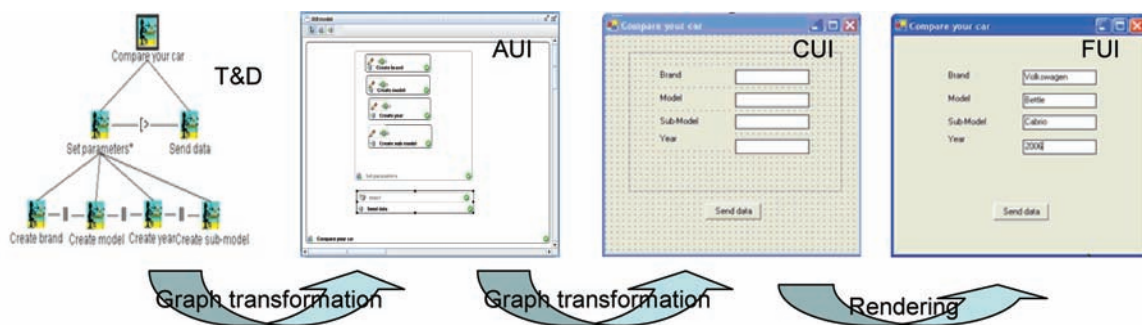 Compare your car
T&D
[>
Set parameters*
Send data
|||
|||
|||
Create brand
Create model
Create year
Create sub-model
AUI model
AUI
Create brand
Create model
Create year
Create sub-model
Set parameters
Send data
Compare your car
Compare your car
CUI
Brand
Model
Sub-Model
Year
Send data
Compare your car
FUI
Brand
Volkswagen
Model
Bettle
Sub-Model
Cabrio
Year
2006
Send data
Graph transformation
Graph transformation
Rendering